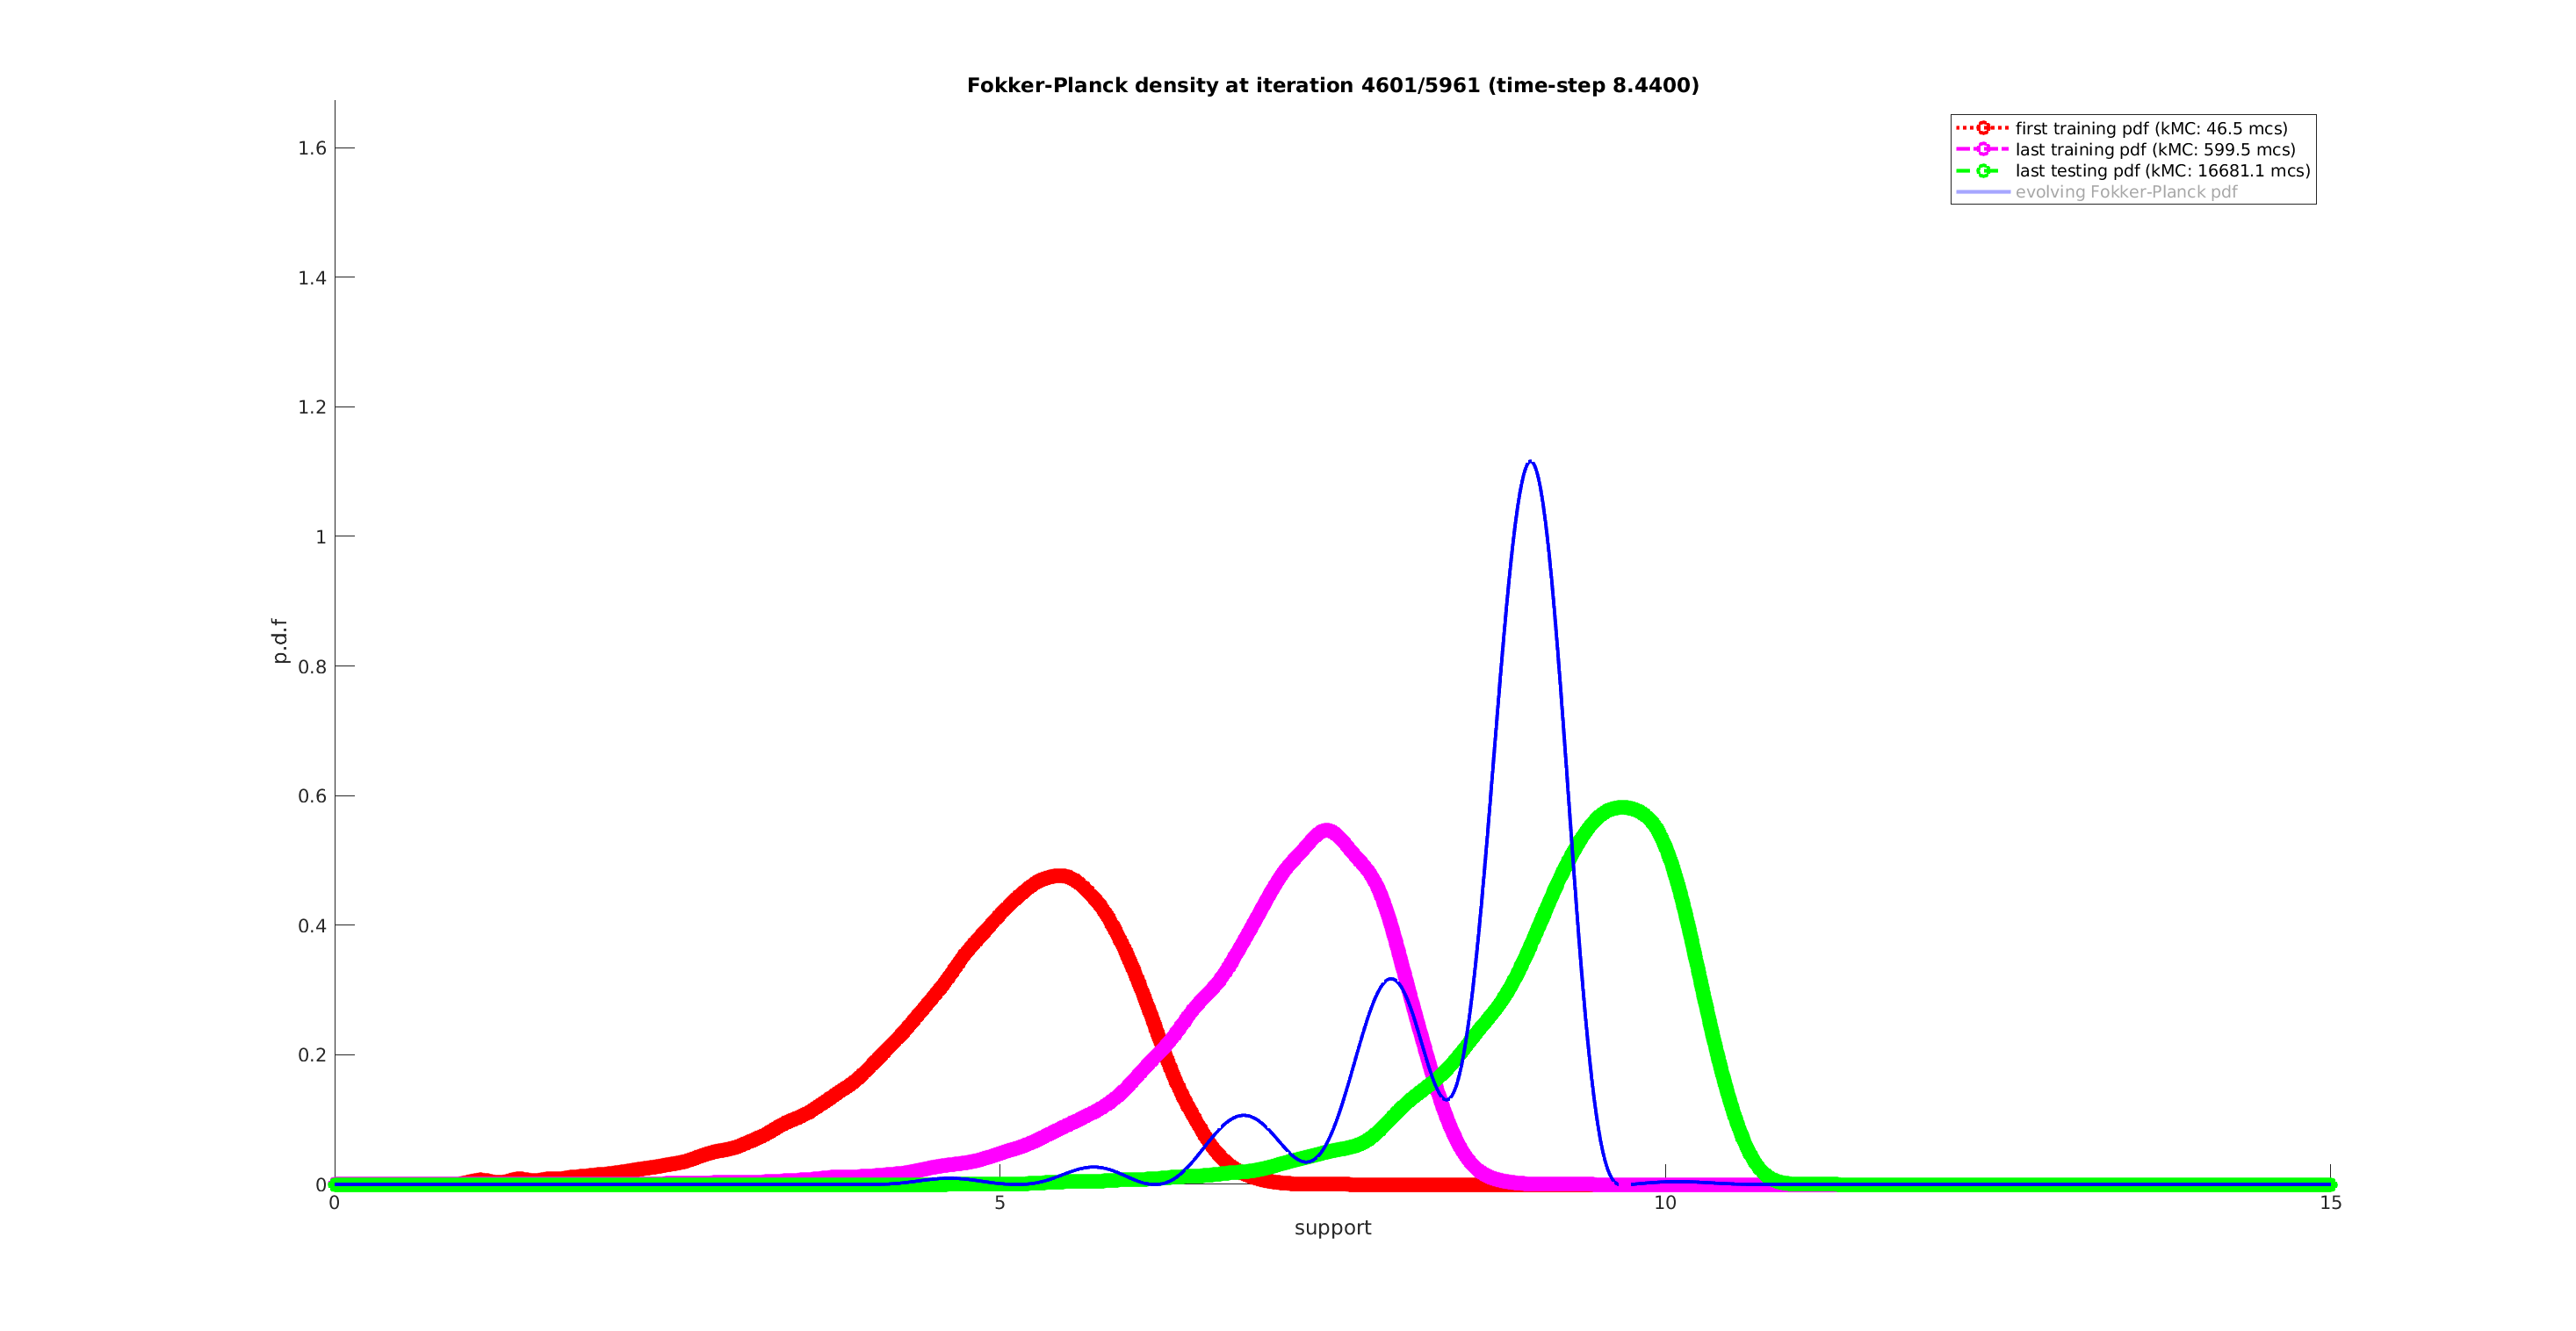 Fokker-Planck density at iteration 4601/5961 (time-step 8.4400)
first training pdf (kMC: 46.5 mcs)
last training pdf (kMC: 599.5 mcs)
last testing pdf (kMC: 16681.1 mcs)
evolving Fokker-Planck pdf
1.6
1.4
1.2
1
0.8
0.6
0.4
0.2
0
p.d.f
0 5 10 15
support